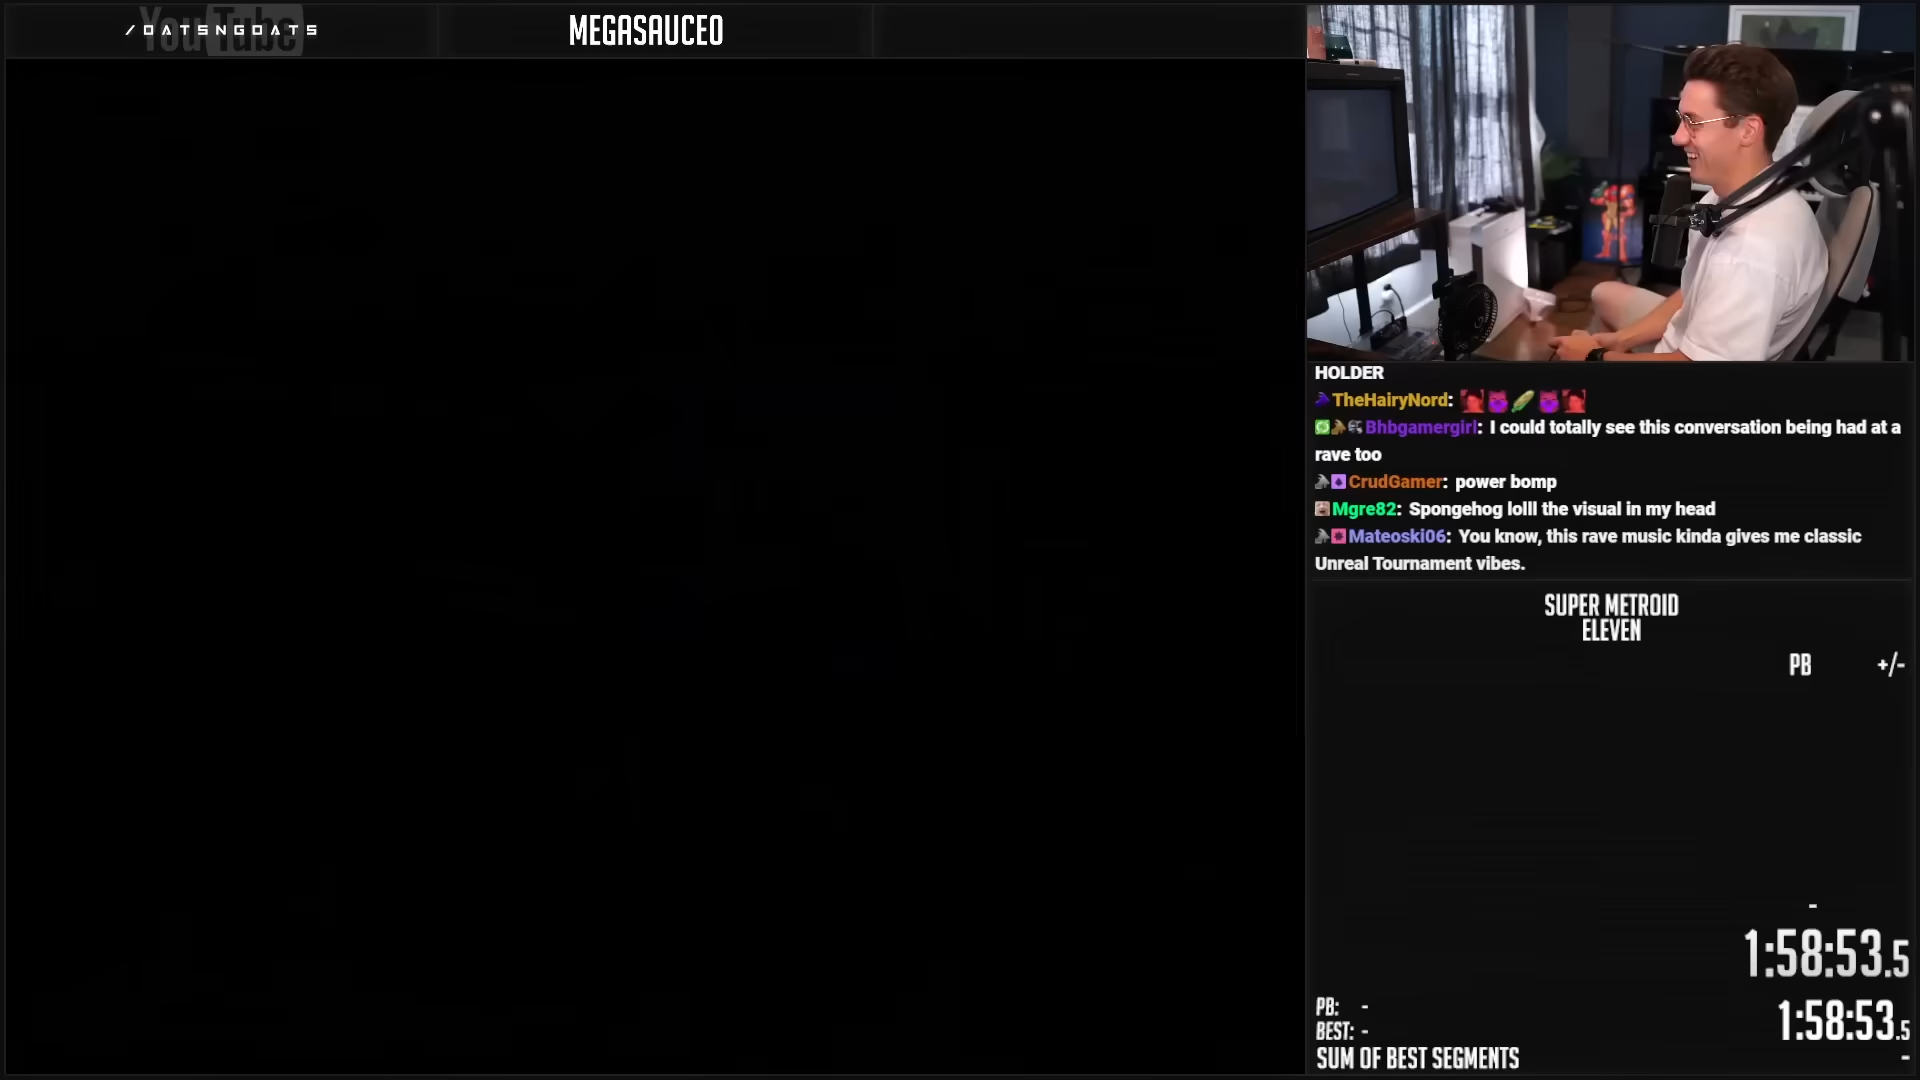 YouTube
/OATSNGOATS
MEGASAUCE0
HOLDER
TheHairyNord:
Bhbgamergirl: I could totally see this conversation being had at a
rave too
CrudGamer: power bomp
Mgre82: Spongehog lolll the visual in my head
Mateoski06: You know, this rave music kinda gives me classic
Unreal Tournament vibes.
SUPER METROID
ELEVEN
PB +/-
-
1:58:53.5
PB: - 1:58:53.5
BEST: -
SUM OF BEST SEGMENTS -